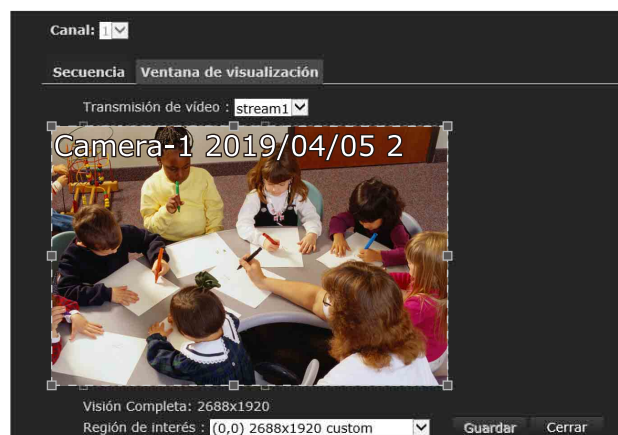 Canal: 1
Secuencia Ventana de visualización
Transmisión de vídeo : stream1
Camera-1 2019/04/05 2
Visión Completa: 2688x1920
Región de interés : (0,0) 2688x1920 custom Guardar Cerrar